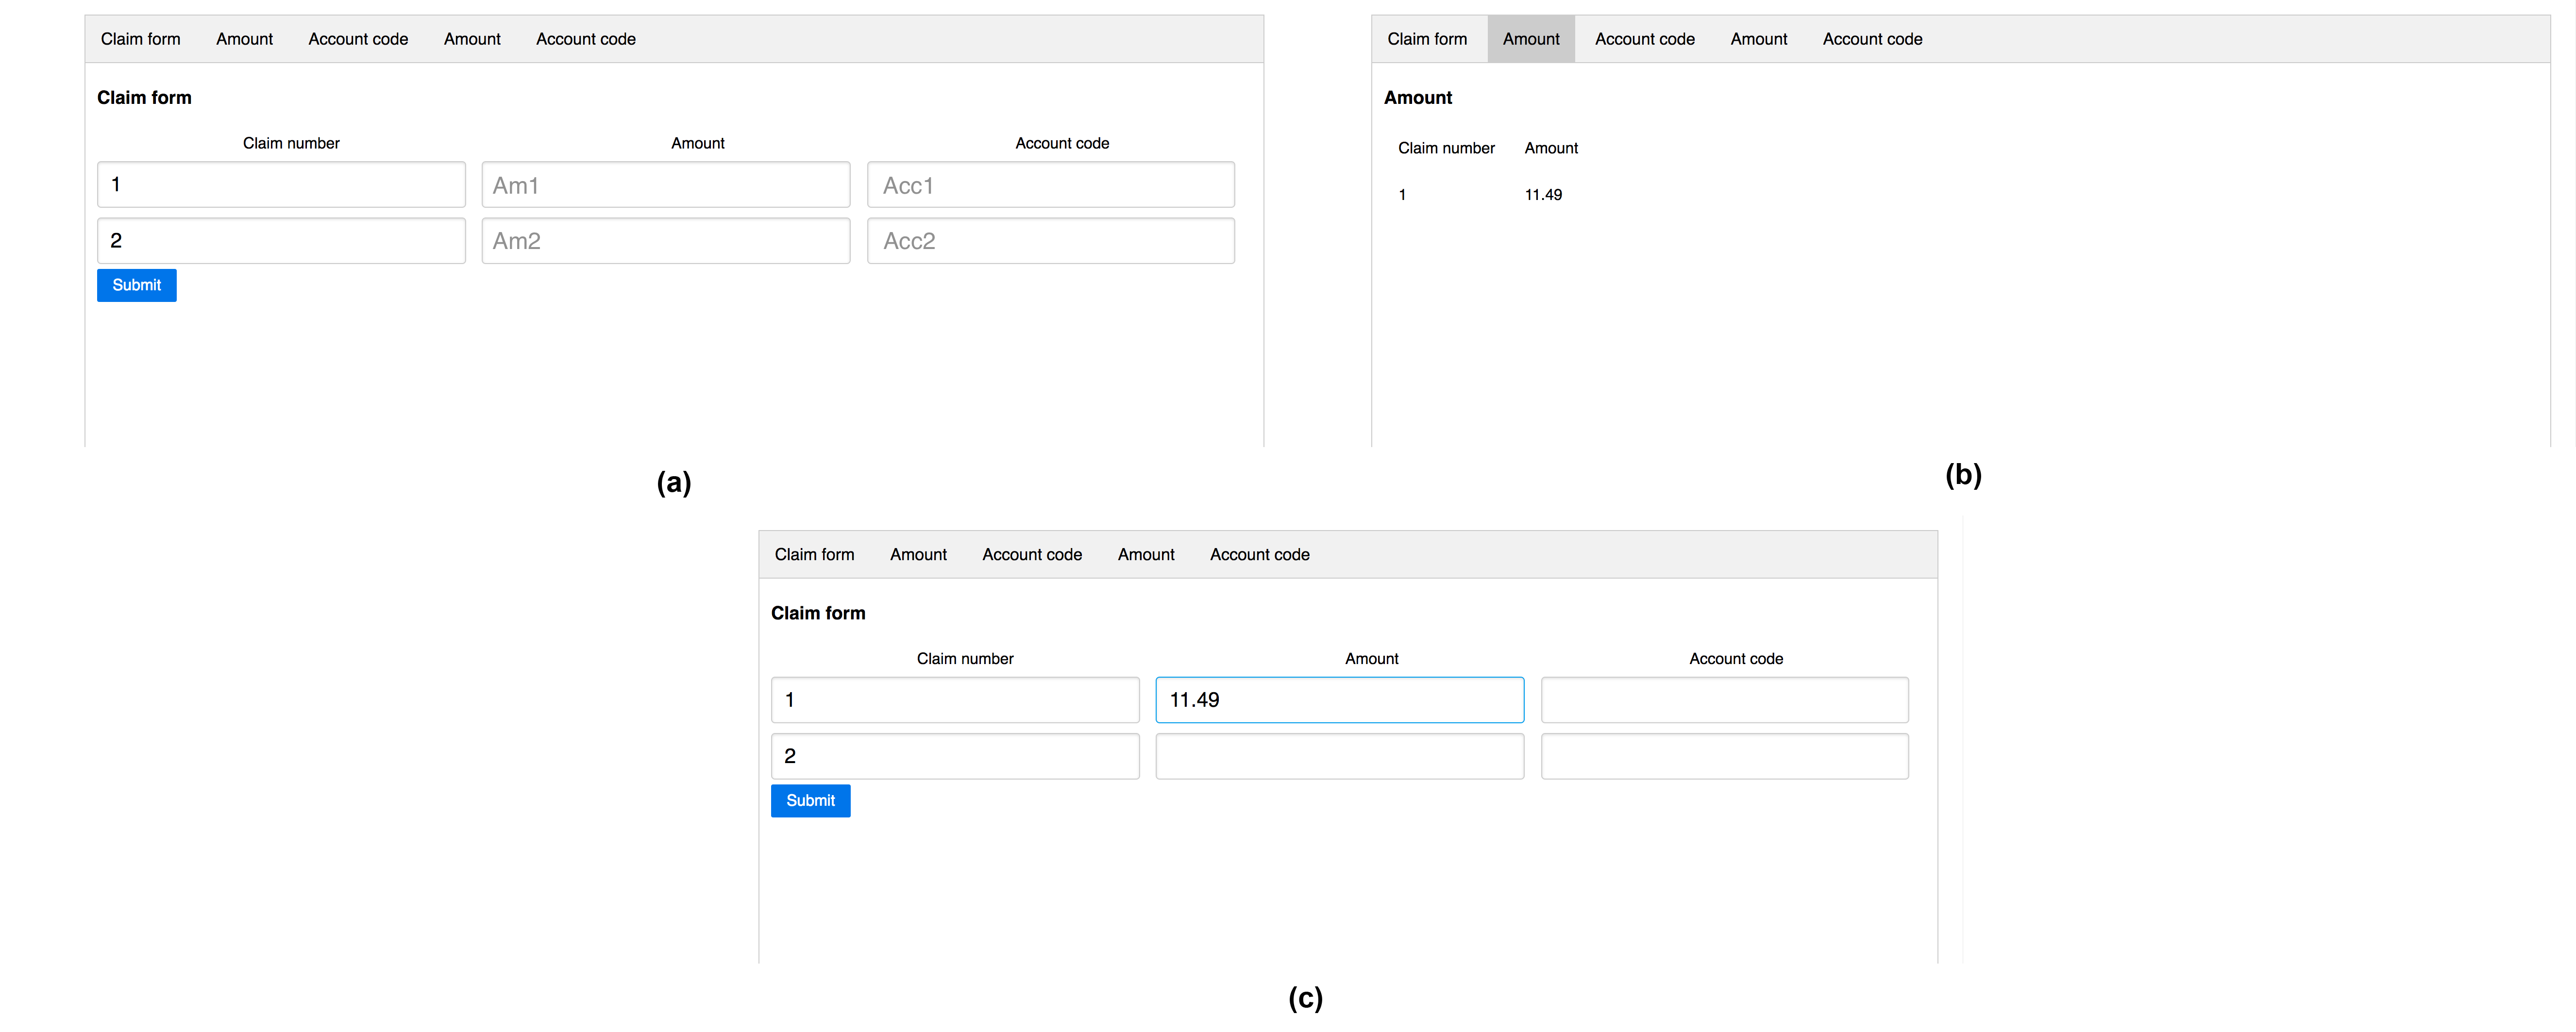 Claim form Amount Account code Amount Account code
Claim form
Claim number Amount Account code
1 Am1 Acc1
2 Am2 Acc2
Submit
(a)
Claim form Amount Account code Amount Account code
Amount
Claim number Amount
1 11.49
(b)
Claim form Amount Account code Amount Account code
Claim form
Claim number Amount Account code
1 11.49
2
Submit
(c)